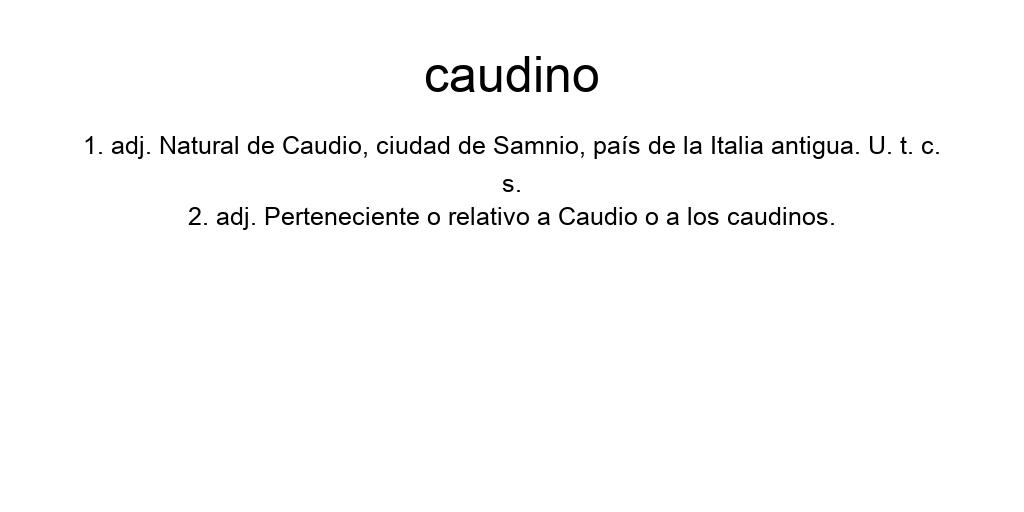 caudino
1. adj. Natural de Caudio, ciudad de Samnio, país de la Italia antigua. U. t. c.
s.
2. adj. Perteneciente o relativo a Caudio o a los caudinos.